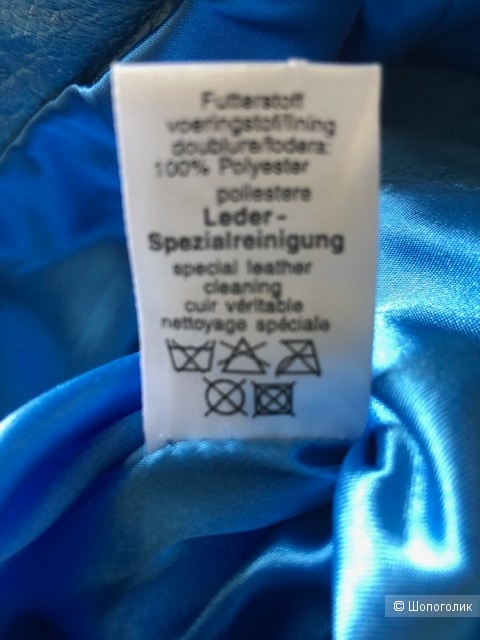 Futterstoff
voeringstof/lining
doublure/fodera:
100% Polyester
poliestere
Leder-
Spezialreinigung
special leather
cleaning
cuir véritable
nettoyage spéciale
© Шопоголик